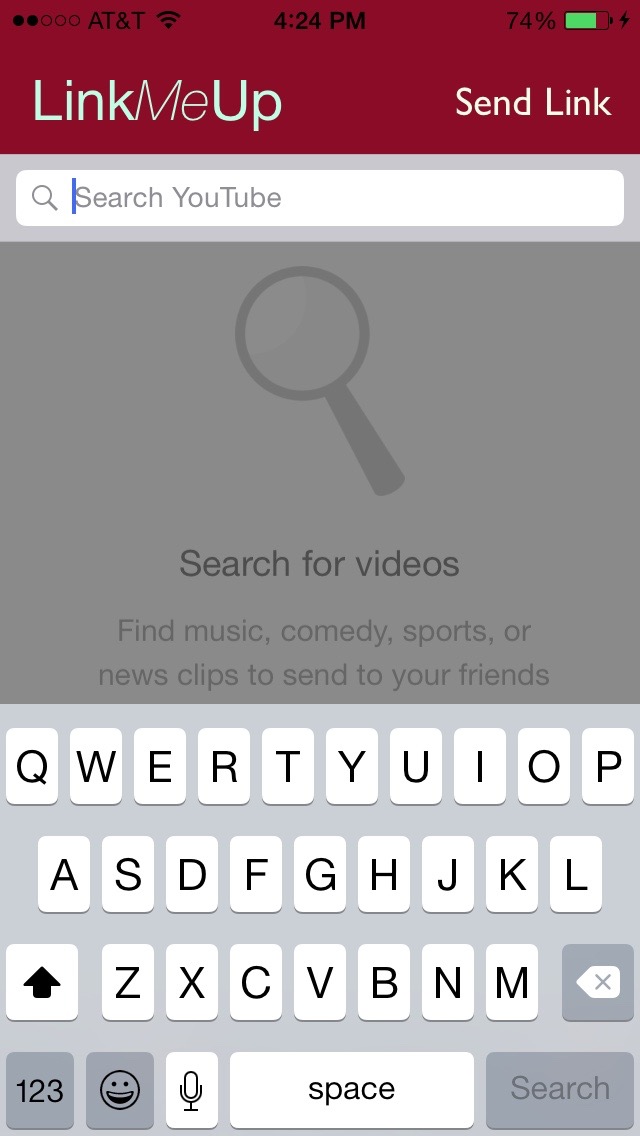 AT&T 4:24 PM 74%
LinkMeUp Send Link
Search YouTube
Search for videos
Find music, comedy, sports, or
news clips to send to your friends
Q W E R T Y U I O P
A S D F G H J K L
Z X C V B N M
123 space Search